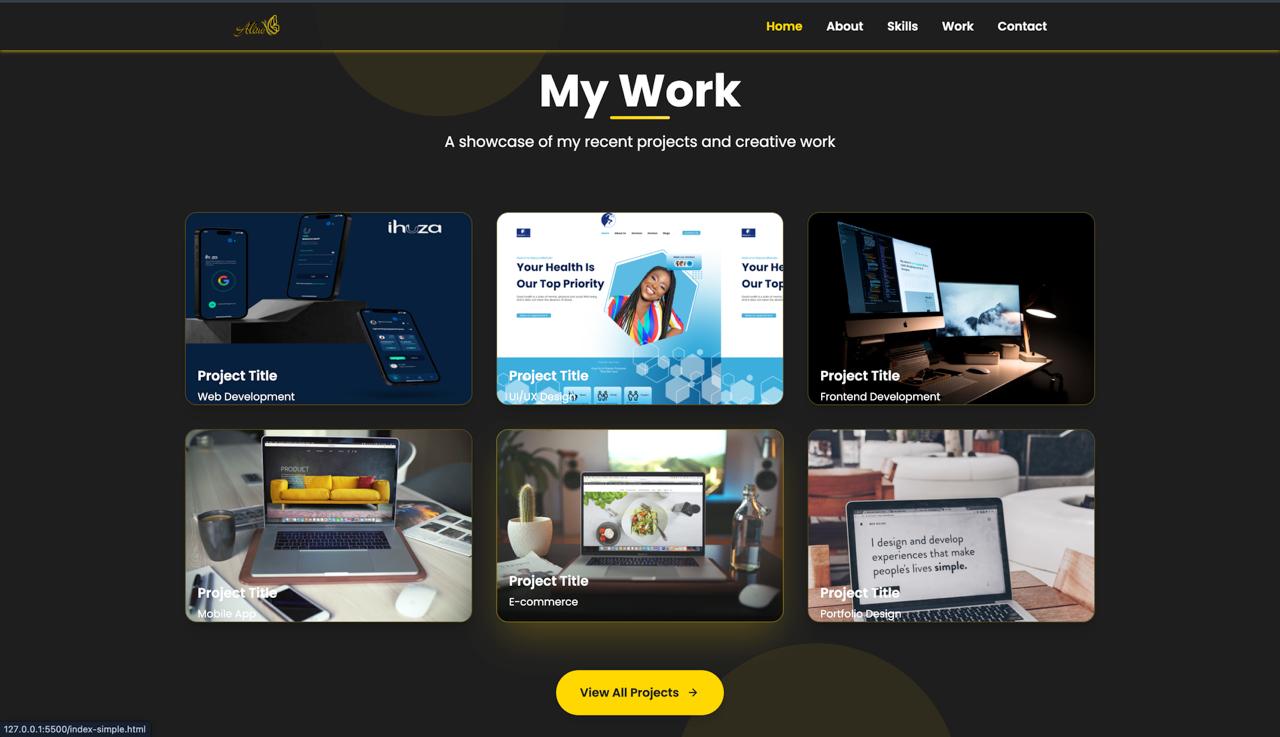 Aline
Home About Skills Work Contact
My Work
A showcase of my recent projects and creative work
ihuza
Your Health Is
Our Top Priority
Your He
Our Top
Project Title
Web Development
Project Title
UI/UX Design
Project Title
Frontend Development
PRODUCT
I design and develop
experiences that make
people's lives simple.
Project Title
Mobile App
Project Title
E-commerce
Project Title
Portfolio Design
View All Projects →
127.0.0.1:5500/index-simple.html